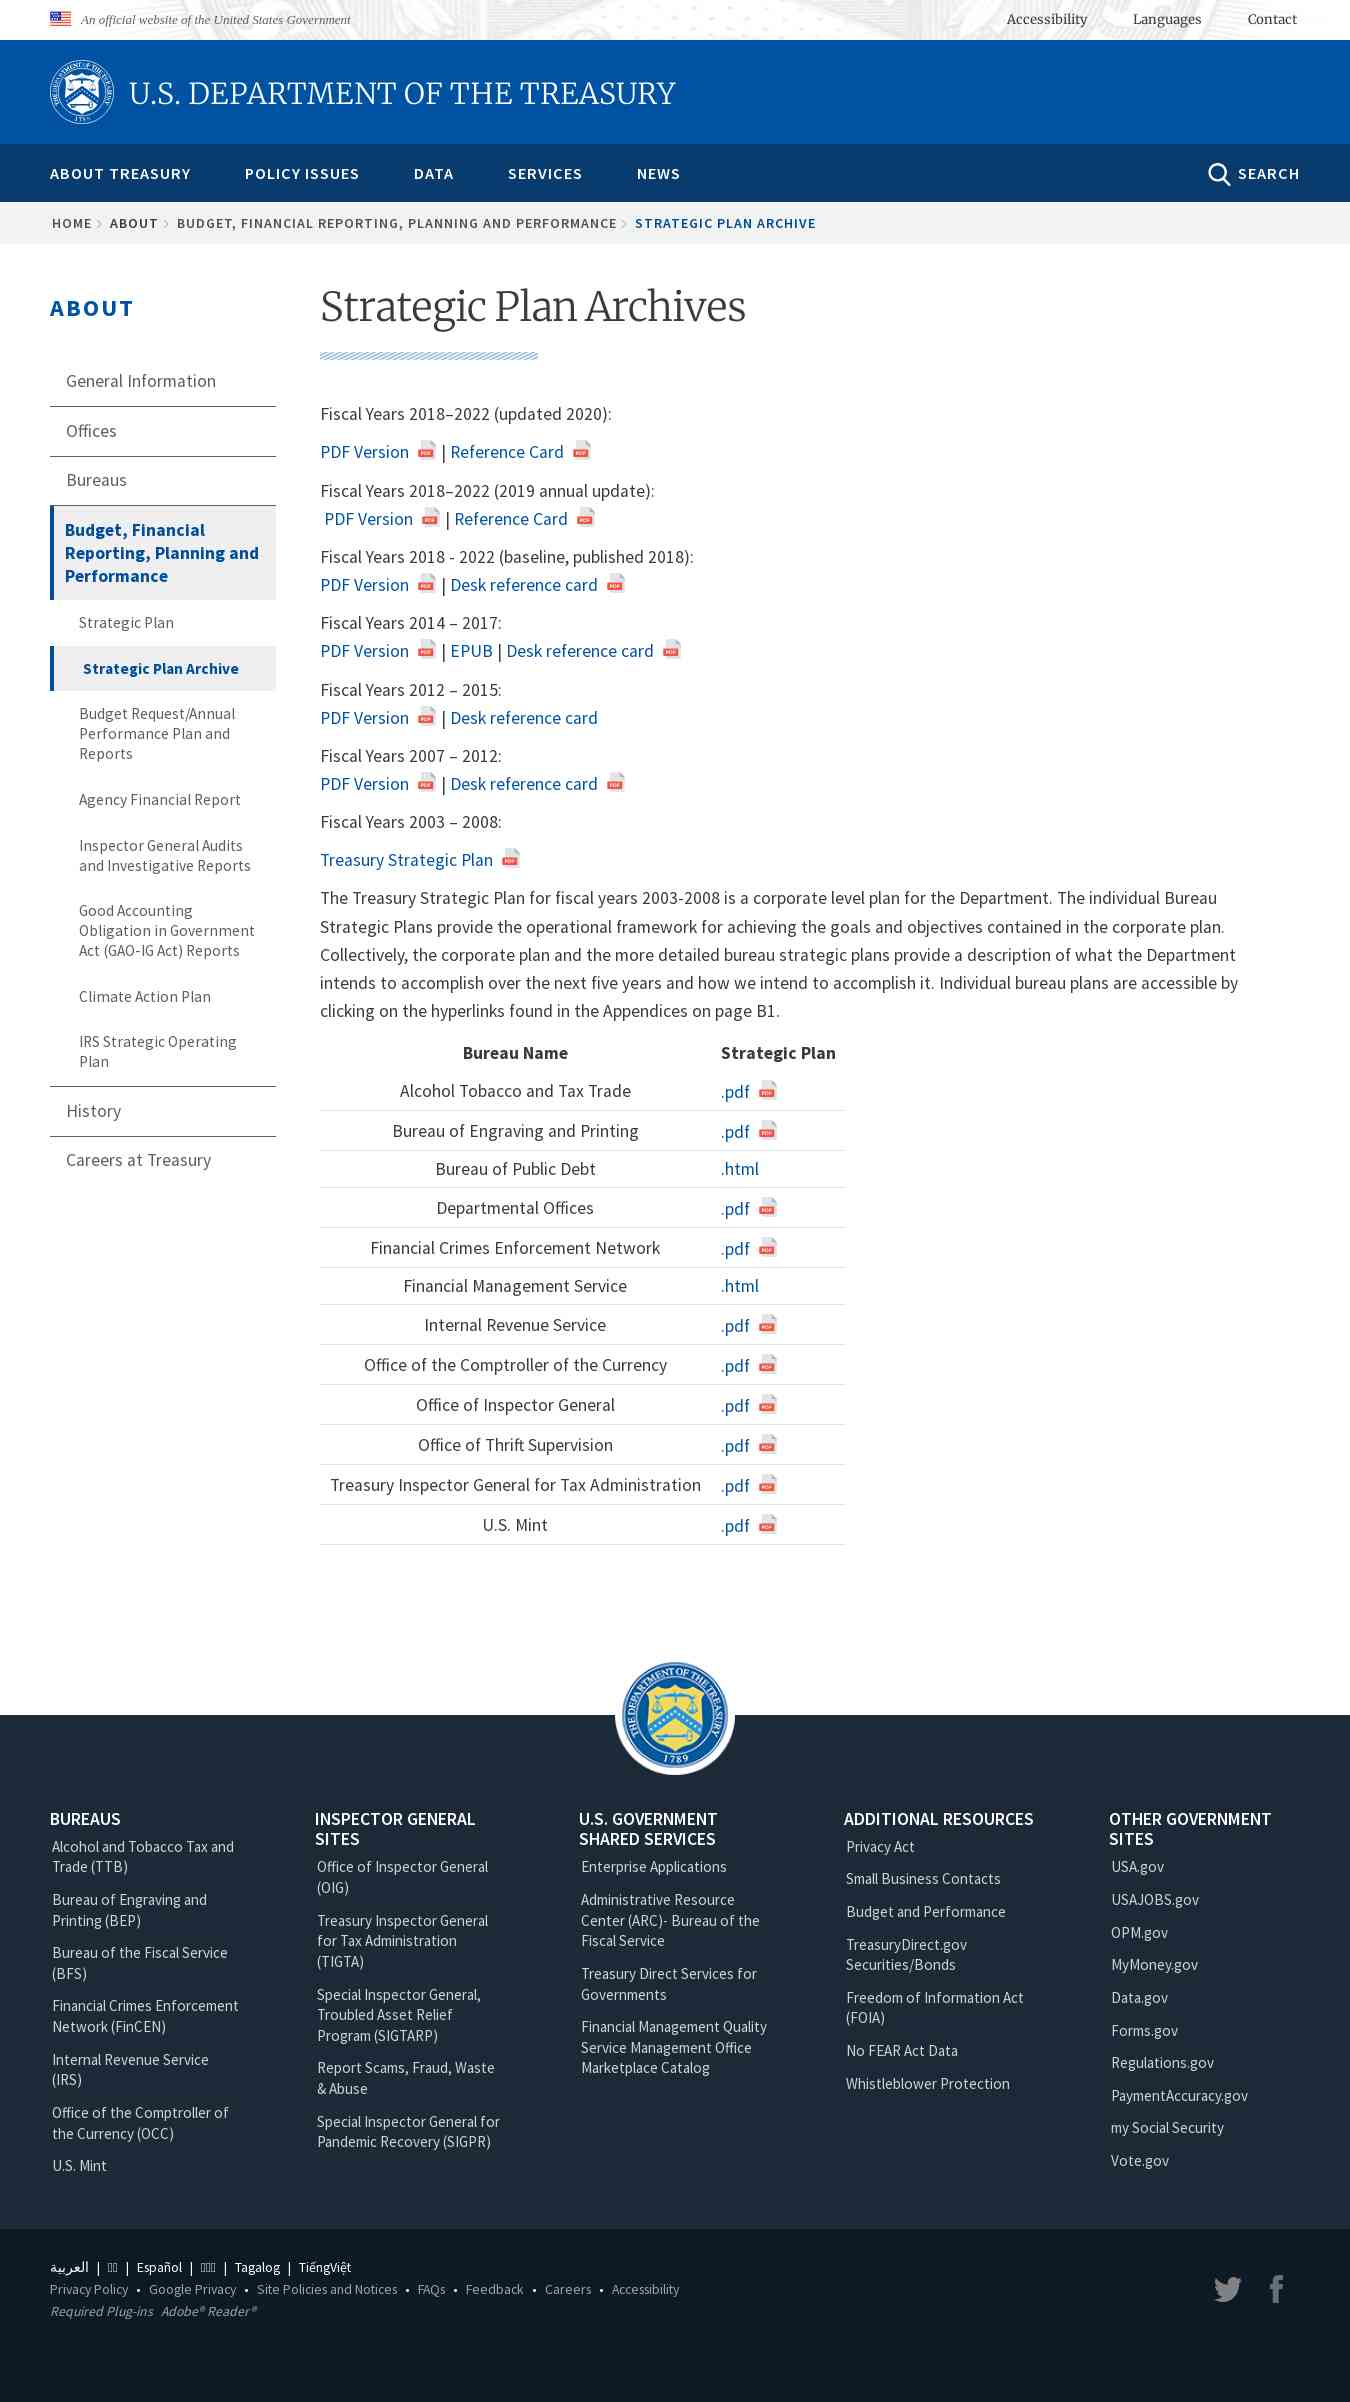 An official website of the United States Government
Accessibility Languages Contact
U.S. DEPARTMENT OF THE TREASURY
ABOUT TREASURY POLICY ISSUES DATA SERVICES NEWS SEARCH
HOME ABOUT BUDGET, FINANCIAL REPORTING, PLANNING AND PERFORMANCE STRATEGIC PLAN ARCHIVE
ABOUT
General Information
Offices
Bureaus
Budget, Financial
Reporting, Planning and
Performance
Strategic Plan
Strategic Plan Archive
Budget Request/Annual
Performance Plan and
Reports
Agency Financial Report
Inspector General Audits
and Investigative Reports
Good Accounting
Obligation in Government
Act (GAO-IG Act) Reports
Climate Action Plan
IRS Strategic Operating
Plan
History
Careers at Treasury
Strategic Plan Archives
Fiscal Years 2018–2022 (updated 2020):
PDF Version | Reference Card
Fiscal Years 2018–2022 (2019 annual update):
PDF Version | Reference Card
Fiscal Years 2018 - 2022 (baseline, published 2018):
PDF Version | Desk reference card
Fiscal Years 2014 – 2017:
PDF Version | EPUB | Desk reference card
Fiscal Years 2012 – 2015:
PDF Version | Desk reference card
Fiscal Years 2007 – 2012:
PDF Version | Desk reference card
Fiscal Years 2003 – 2008:
Treasury Strategic Plan
The Treasury Strategic Plan for fiscal years 2003-2008 is a corporate level plan for the Department. The individual Bureau
Strategic Plans provide the operational framework for achieving the goals and objectives contained in the corporate plan.
Collectively, the corporate plan and the more detailed bureau strategic plans provide a description of what the Department
intends to accomplish over the next five years and how we intend to accomplish it. Individual bureau plans are accessible by
clicking on the hyperlinks found in the Appendices on page B1.
Bureau Name Strategic Plan
Alcohol Tobacco and Tax Trade .pdf
Bureau of Engraving and Printing .pdf
Bureau of Public Debt .html
Departmental Offices .pdf
Financial Crimes Enforcement Network .pdf
Financial Management Service .html
Internal Revenue Service .pdf
Office of the Comptroller of the Currency .pdf
Office of Inspector General .pdf
Office of Thrift Supervision .pdf
Treasury Inspector General for Tax Administration .pdf
U.S. Mint .pdf
THE DEPARTMENT OF THE TREASURY
1789
BUREAUS
Alcohol and Tobacco Tax and
Trade (TTB)
Bureau of Engraving and
Printing (BEP)
Bureau of the Fiscal Service
(BFS)
Financial Crimes Enforcement
Network (FinCEN)
Internal Revenue Service
(IRS)
Office of the Comptroller of
the Currency (OCC)
U.S. Mint
INSPECTOR GENERAL
SITES
Office of Inspector General
(OIG)
Treasury Inspector General
for Tax Administration
(TIGTA)
Special Inspector General,
Troubled Asset Relief
Program (SIGTARP)
Report Scams, Fraud, Waste
& Abuse
Special Inspector General for
Pandemic Recovery (SIGPR)
U.S. GOVERNMENT
SHARED SERVICES
Enterprise Applications
Administrative Resource
Center (ARC)- Bureau of the
Fiscal Service
Treasury Direct Services for
Governments
Financial Management Quality
Service Management Office
Marketplace Catalog
ADDITIONAL RESOURCES
Privacy Act
Small Business Contacts
Budget and Performance
TreasuryDirect.gov
Securities/Bonds
Freedom of Information Act
(FOIA)
No FEAR Act Data
Whistleblower Protection
OTHER GOVERNMENT
SITES
USA.gov
USAJOBS.gov
OPM.gov
MyMoney.gov
Data.gov
Forms.gov
Regulations.gov
PaymentAccuracy.gov
my Social Security
Vote.gov
العربية | | Español | | Tagalog | TiếngViệt
Privacy Policy • Google Privacy • Site Policies and Notices • FAQs • Feedback • Careers • Accessibility
Required Plug-ins Adobe® Reader®